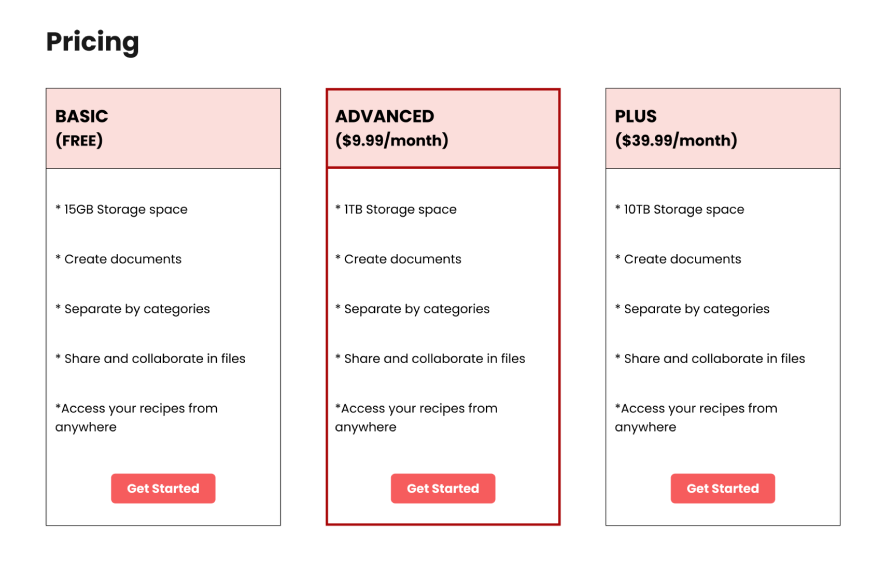 Pricing
BASIC
(FREE)
* 15GB Storage space
* Create documents
* Separate by categories
* Share and collaborate in files
*Access your recipes from
anywhere
Get Started
ADVANCED
($9.99/month)
* 1TB Storage space
* Create documents
* Separate by categories
* Share and collaborate in files
*Access your recipes from
anywhere
Get Started
PLUS
($39.99/month)
* 10TB Storage space
* Create documents
* Separate by categories
* Share and collaborate in files
*Access your recipes from
anywhere
Get Started